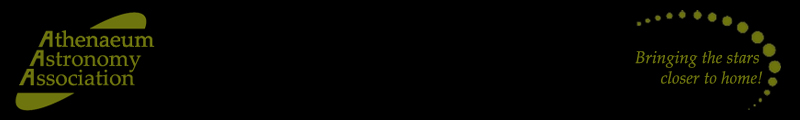 Athenaeum
Astronomy
Association
Bringing the stars
closer to home!